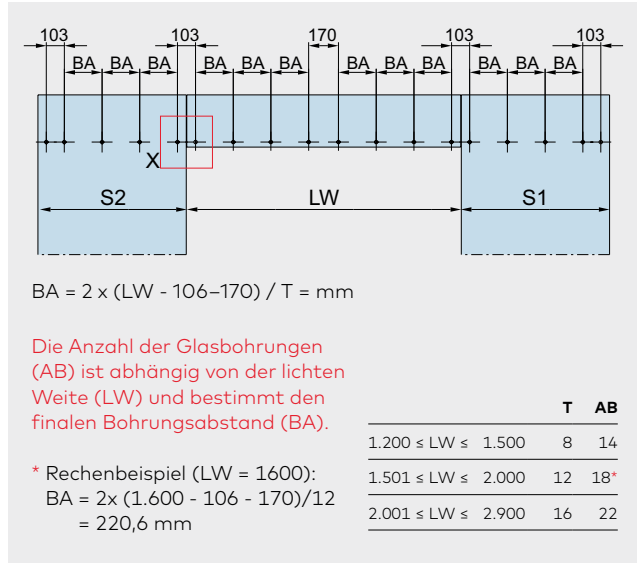 103 103 170 103 103
BA BA BA BA BA BA BA BA BA BA BA BA
X
S2 LW S1
BA = 2 x (LW - 106–170) / T = mm
Die Anzahl der Glasbohrungen
(AB) ist abhängig von der lichten
Weite (LW) und bestimmt den
finalen Bohrungsabstand (BA).
* Rechenbeispiel (LW = 1600):
BA = 2x (1.600 - 106 - 170)/12
= 220,6 mm
T AB
1.200 ≤ LW ≤ 1.500 8 14
1.501 ≤ LW ≤ 2.000 12 18*
2.001 ≤ LW ≤ 2.900 16 22